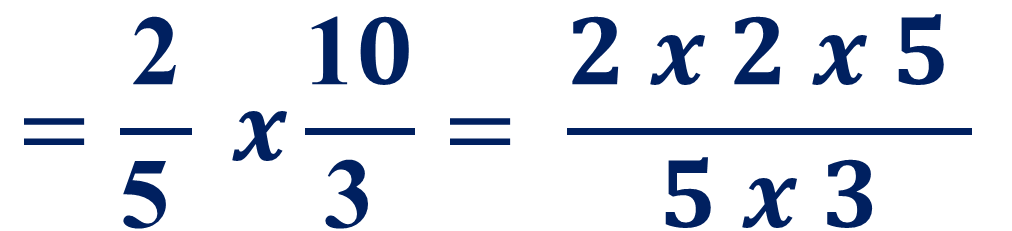 = 2/5 x 10/3 = (2 x 2 x 5)/(5 x 3)